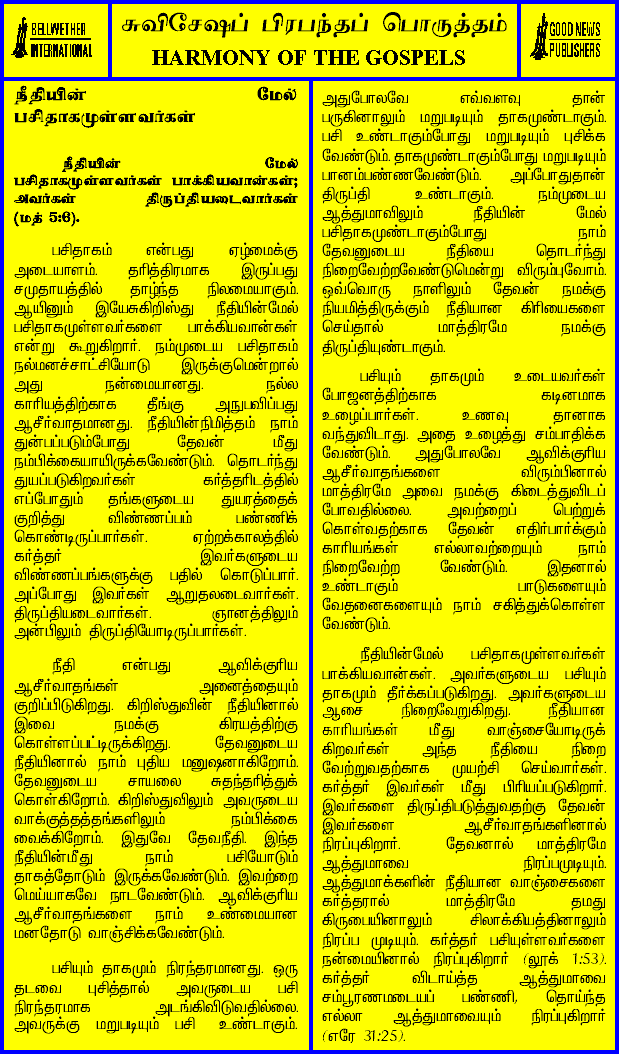 BELLWETHER
INTERNATIONAL
சுவிசேஷப் பிரபந்தப் பொருத்தம்
HARMONY OF THE GOSPELS
GOOD NEWS
PUBLISHERS
நீதியின் மேல்
பசிதாகமுள்ளவர்கள்
நீதியின் மேல்
பசிதாகமுள்ளவர்கள் பாக்கியவான்கள்;
அவர்கள் திருப்தியடைவார்கள்
(மத் 5:6).
பசிதாகம் என்பது ஏழ்மைக்கு
அடையாளம். தரித்திரமாக இருப்பது
சமுதாயத்தில் தாழ்ந்த நிலமையாகும்.
ஆயினும் இயேசுகிறிஸ்து நீதியின்மேல்
பசிதாகமுள்ளவர்களை பாக்கியவான்கள்
என்று கூறுகிறார். நம்முடைய பசிதாகம்
நல்மனச்சாட்சியோடு இருக்குமென்றால்
அது நன்மையானது. நல்ல
காரியத்திற்காக தீங்கு அநுபவிப்பது
ஆசீர்வாதமானது. நீதியின்நிமித்தம் நாம்
துன்பப்படும்போது தேவன் மீது
நம்பிக்கையாயிருக்கவேண்டும். தொடர்ந்து
துயப்படுகிறவர்கள் கர்த்தரிடத்தில்
எப்போதும் தங்களுடைய துயரத்தைக்
குறித்து விண்ணப்பம் பண்ணிக்
கொண்டிருப்பார்கள். ஏற்றக்காலத்தில்
கர்த்தர் இவர்களுடைய
விண்ணப்பங்களுக்கு பதில் கொடுப்பார்.
அப்போது இவர்கள் ஆறுதலடைவார்கள்.
திருப்தியடைவார்கள். ஞானத்திலும்
அன்பிலும் திருப்தியோடிருப்பார்கள்.
நீதி என்பது ஆவிக்குரிய
ஆசீர்வாதங்கள் அனைத்தையும்
குறிப்பிடுகிறது. கிறிஸ்துவின் நீதியினால்
இவை நமக்கு கிரயத்திற்கு
கொள்ளப்பட்டிருக்கிறது. தேவனுடைய
நீதியினால் நாம் புதிய மனுஷனாகிறோம்.
தேவனுடைய சாயலை சுதந்தரித்துக்
கொள்கிறோம். கிறிஸ்துவிலும் அவருடைய
வாக்குத்தத்தங்களிலும் நம்பிக்கை
வைக்கிறோம். இதுவே தேவநீதி. இந்த
நீதியின்மீது நாம் பசியோடும்
தாகத்தோடும் இருக்கவேண்டும். இவற்றை
மெய்யாகவே நாடவேண்டும். ஆவிக்குரிய
ஆசீர்வாதங்களை நாம் உண்மையான
மனதோடு வாஞ்சிக்கவேண்டும்.
பசியும் தாகமும் நிரந்தரமானது. ஒரு
தடவை புசித்தால் அவருடைய பசி
நிரந்தரமாக அடங்கிவிடுவதில்லை.
அவருக்கு மறுபடியும் பசி உண்டாகும்.
அதுபோலவே எவ்வளவு தான்
பருகினாலும் மறுபடியும் தாகமுண்டாகும்.
பசி உண்டாகும்போது மறுபடியும் புசிக்க
வேண்டும். தாகமுண்டாகும்போது மறுபடியும்
பானம்பண்ணவேண்டும். அப்போதுதான்
திருப்தி உண்டாகும். நம்முடைய
ஆத்துமாவிலும் நீதியின் மேல்
பசிதாகமுண்டாகும்போது நாம்
தேவனுடைய நீதியை தொடர்ந்து
நிறைவேற்றவேண்டுமென்று விரும்புவோம்.
ஒவ்வொரு நாளிலும் தேவன் நமக்கு
நியமித்திருக்கும் நீதியான கிரியைகளை
செய்தால் மாத்திரமே நமக்கு
திருப்தியுண்டாகும்.
பசியும் தாகமும் உடையவர்கள்
போஜனத்திற்காக கடினமாக
உழைப்பார்கள். உணவு தானாக
வந்துவிடாது. அதை உழைத்து சம்பாதிக்க
வேண்டும். அதுபோலவே ஆவிக்குரிய
ஆசீர்வாதங்களை விரும்பினால்
மாத்திரமே அவை நமக்கு கிடைத்துவிடப்
போவதில்லை. அவற்றைப் பெற்றுக்
கொள்வதற்காக தேவன் எதிர்பார்க்கும்
காரியங்கள் எல்லாவற்றையும் நாம்
நிறைவேற்ற வேண்டும். இதனால்
உண்டாகும் பாடுகளையும்
வேதனைகளையும் நாம் சகித்துக்கொள்ள
வேண்டும்.
நீதியின்மேல் பசிதாகமுள்ளவர்கள்
பாக்கியவான்கள். அவர்களுடைய பசியும்
தாகமும் தீர்க்கப்படுகிறது. அவர்களுடைய
ஆசை நிறைவேறுகிறது. நீதியான
காரியங்கள் மீது வாஞ்சையோடிருக்
கிறவர்கள் அந்த நீதியை நிறை
வேற்றுவதற்காக முயற்சி செய்வார்கள்.
கர்த்தர் இவர்கள் மீது பிரியப்படுகிறார்.
இவர்களை திருப்திபடுத்துவதற்கு தேவன்
இவர்களை ஆசீர்வாதங்களினால்
நிரப்புகிறார். தேவனால் மாத்திரமே
ஆத்துமாவை நிரப்பமுடியும்.
ஆத்துமாக்களின் நீதியான வாஞ்சைகளை
கர்த்தரால் மாத்திரமே தமது
கிருபையினாலும் சிலாக்கியத்தினாலும்
நிரப்ப முடியும். கர்த்தர் பசியுள்ளவர்களை
நன்மையினால் நிரப்புகிறார் (லூக் 1:53).
கர்த்தர் விடாய்த்த ஆத்துமாவை
சம்பூரணமடையப் பண்ணி, தொய்ந்த
எல்லா ஆத்துமாவையும் நிரப்புகிறார்
(எரே 31:25).